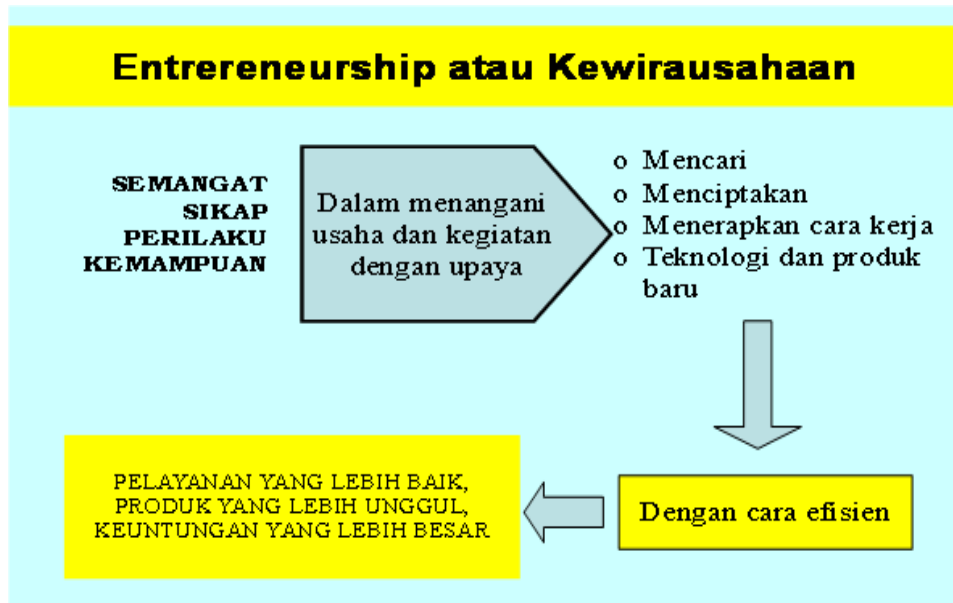 Entrereneurship atau Kewirausahaan
SEMANGAT
SIKAP
PERILAKU
KEMAMPUAN
Dalam menangani
usaha dan kegiatan
dengan upaya
o Mencari
o Menciptakan
o Menerapkan cara kerja
o Teknologi dan produk
baru
Dengan cara efisien
PELAYANAN YANG LEBIH BAIK,
PRODUK YANG LEBIH UNGGUL,
KEUNTUNGAN YANG LEBIH BESAR